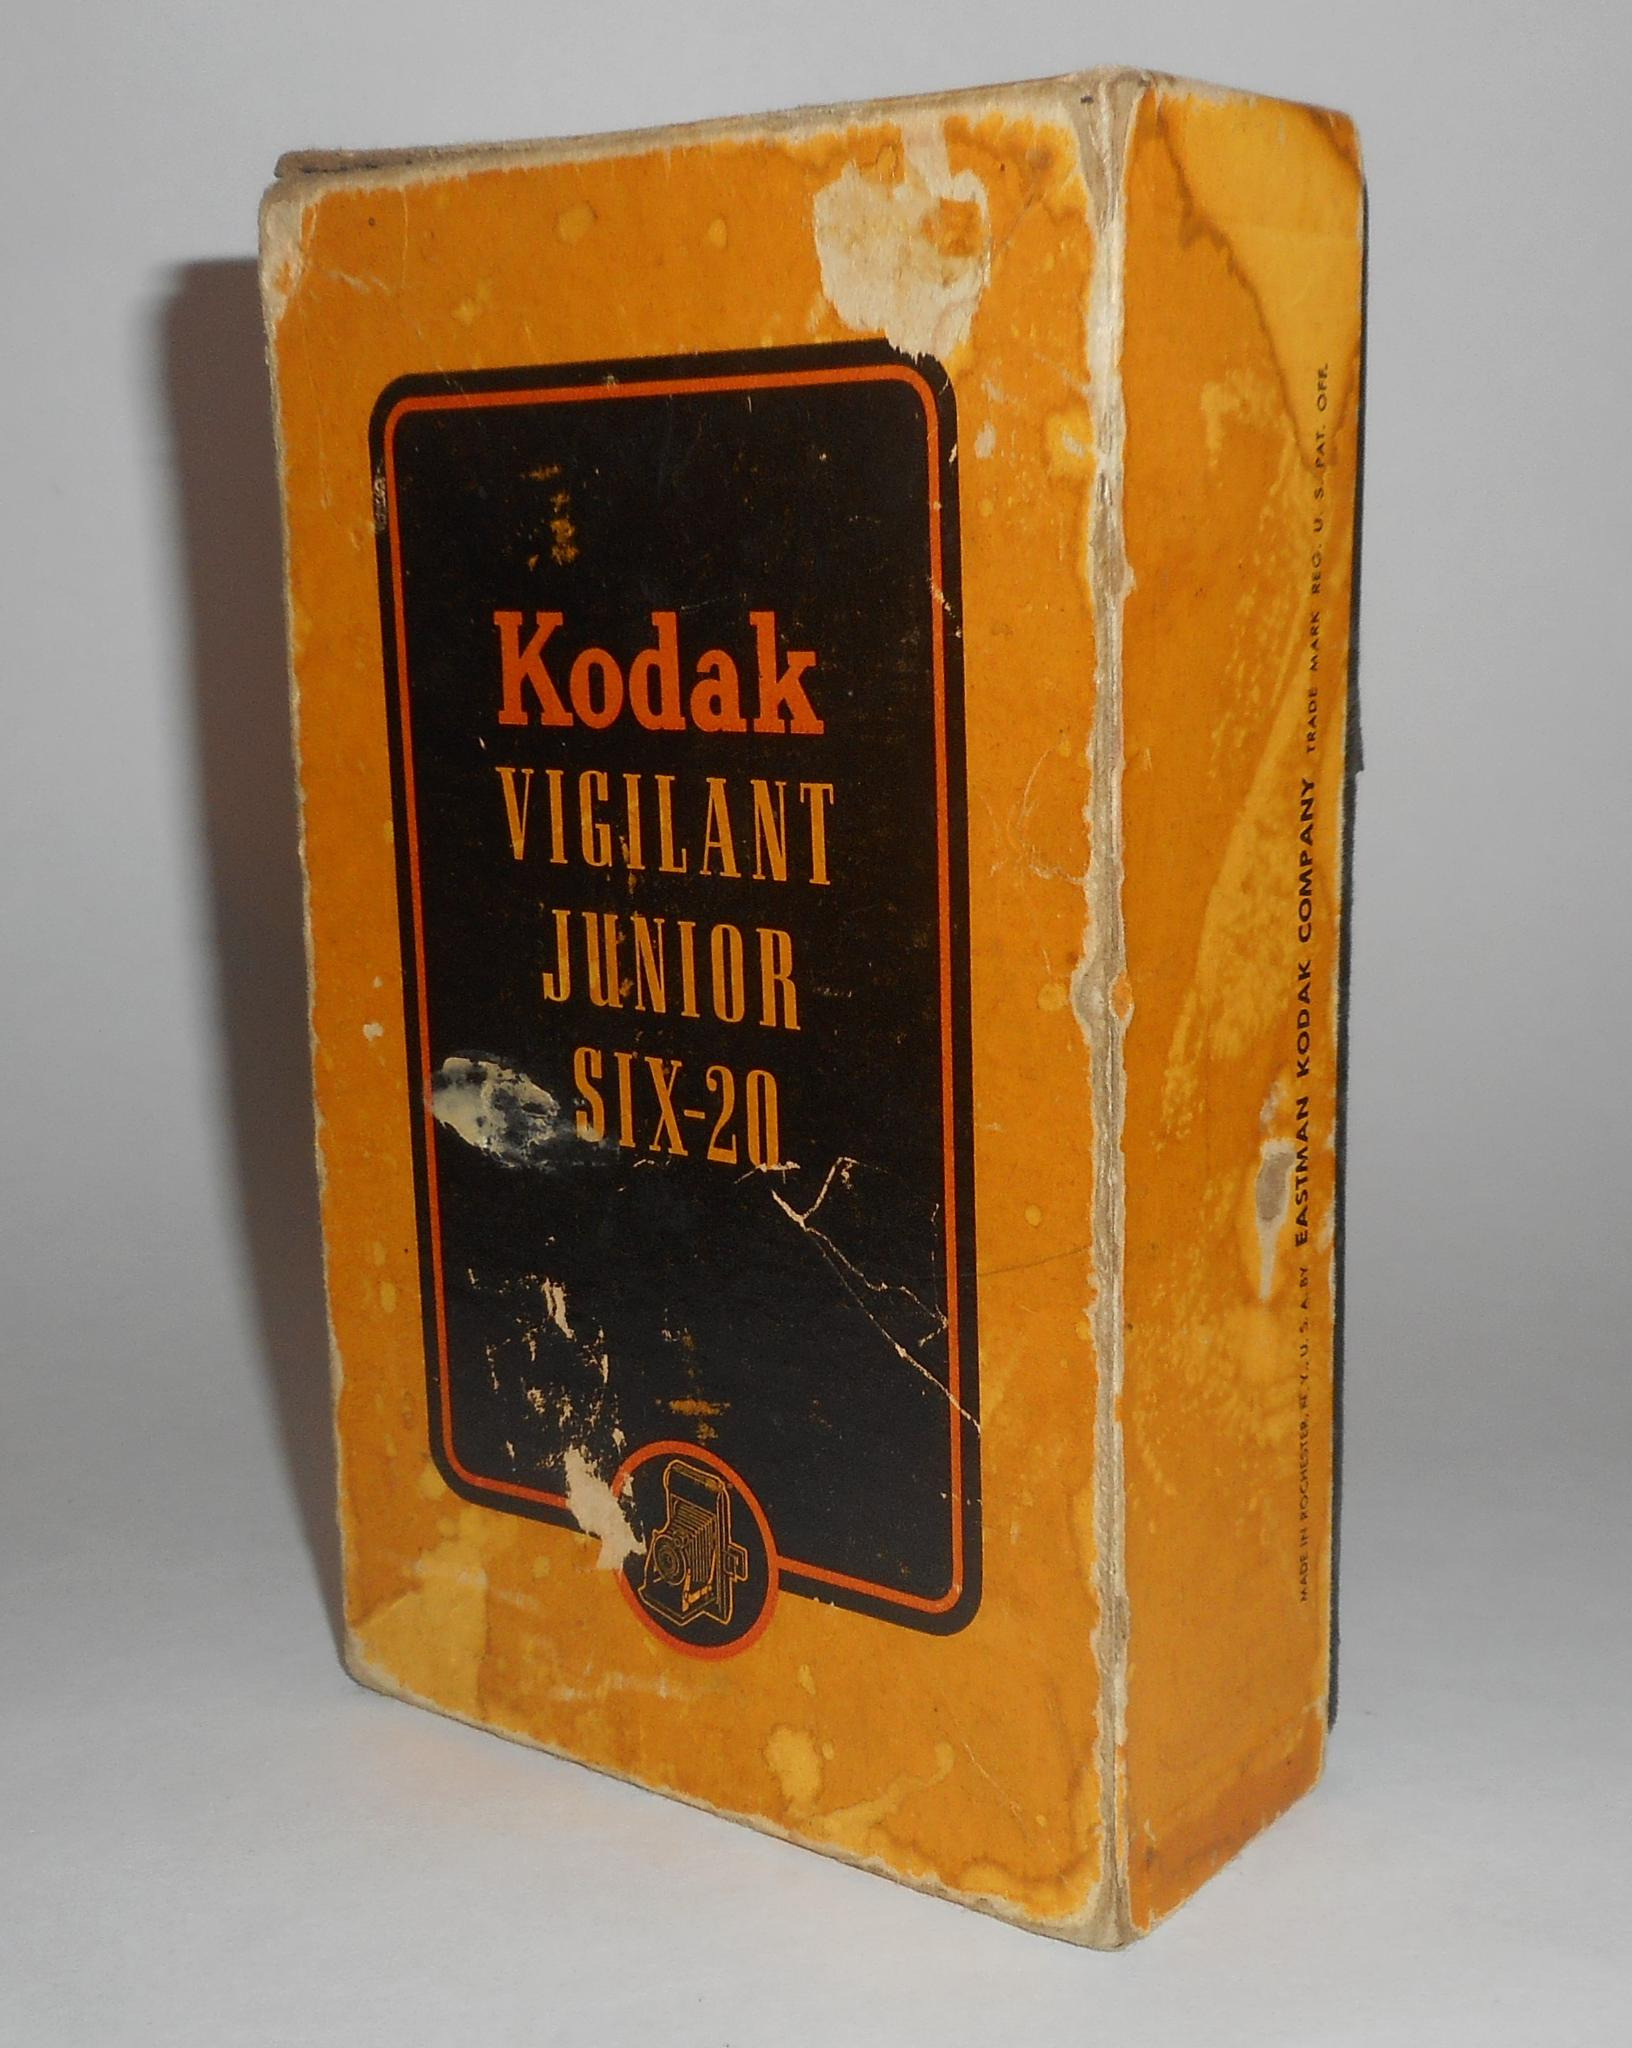 Kodak
VIGILANT
JUNIOR
SIX-20
MADE IN ROCHESTER, N. Y., U. S. A. BY EASTMAN KODAK COMPANY TRADE MARK REG. U. S. PAT. OFF.